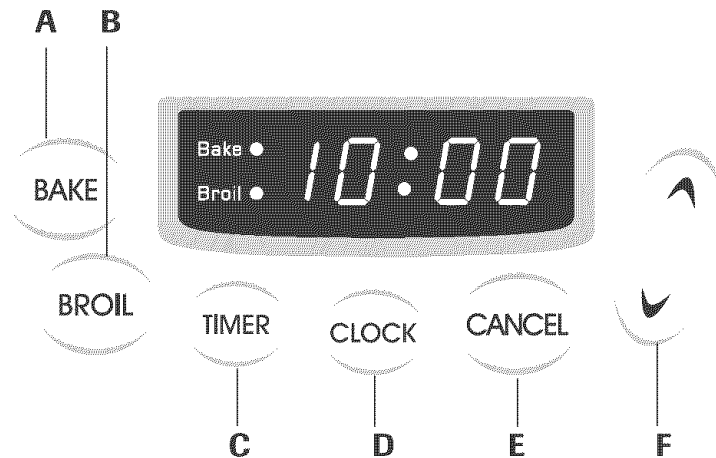 A B
Bake 10:00
Broil
BAKE
BROIL
TIMER CLOCK CANCEL
C D E F